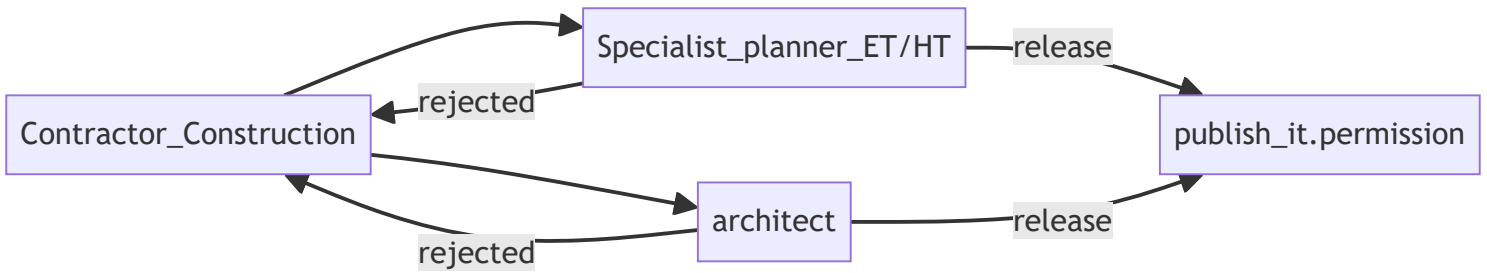 Specialist_planner_ET/HT
release
rejected
Contractor_Construction
publish_it.permission
architect
release
rejected